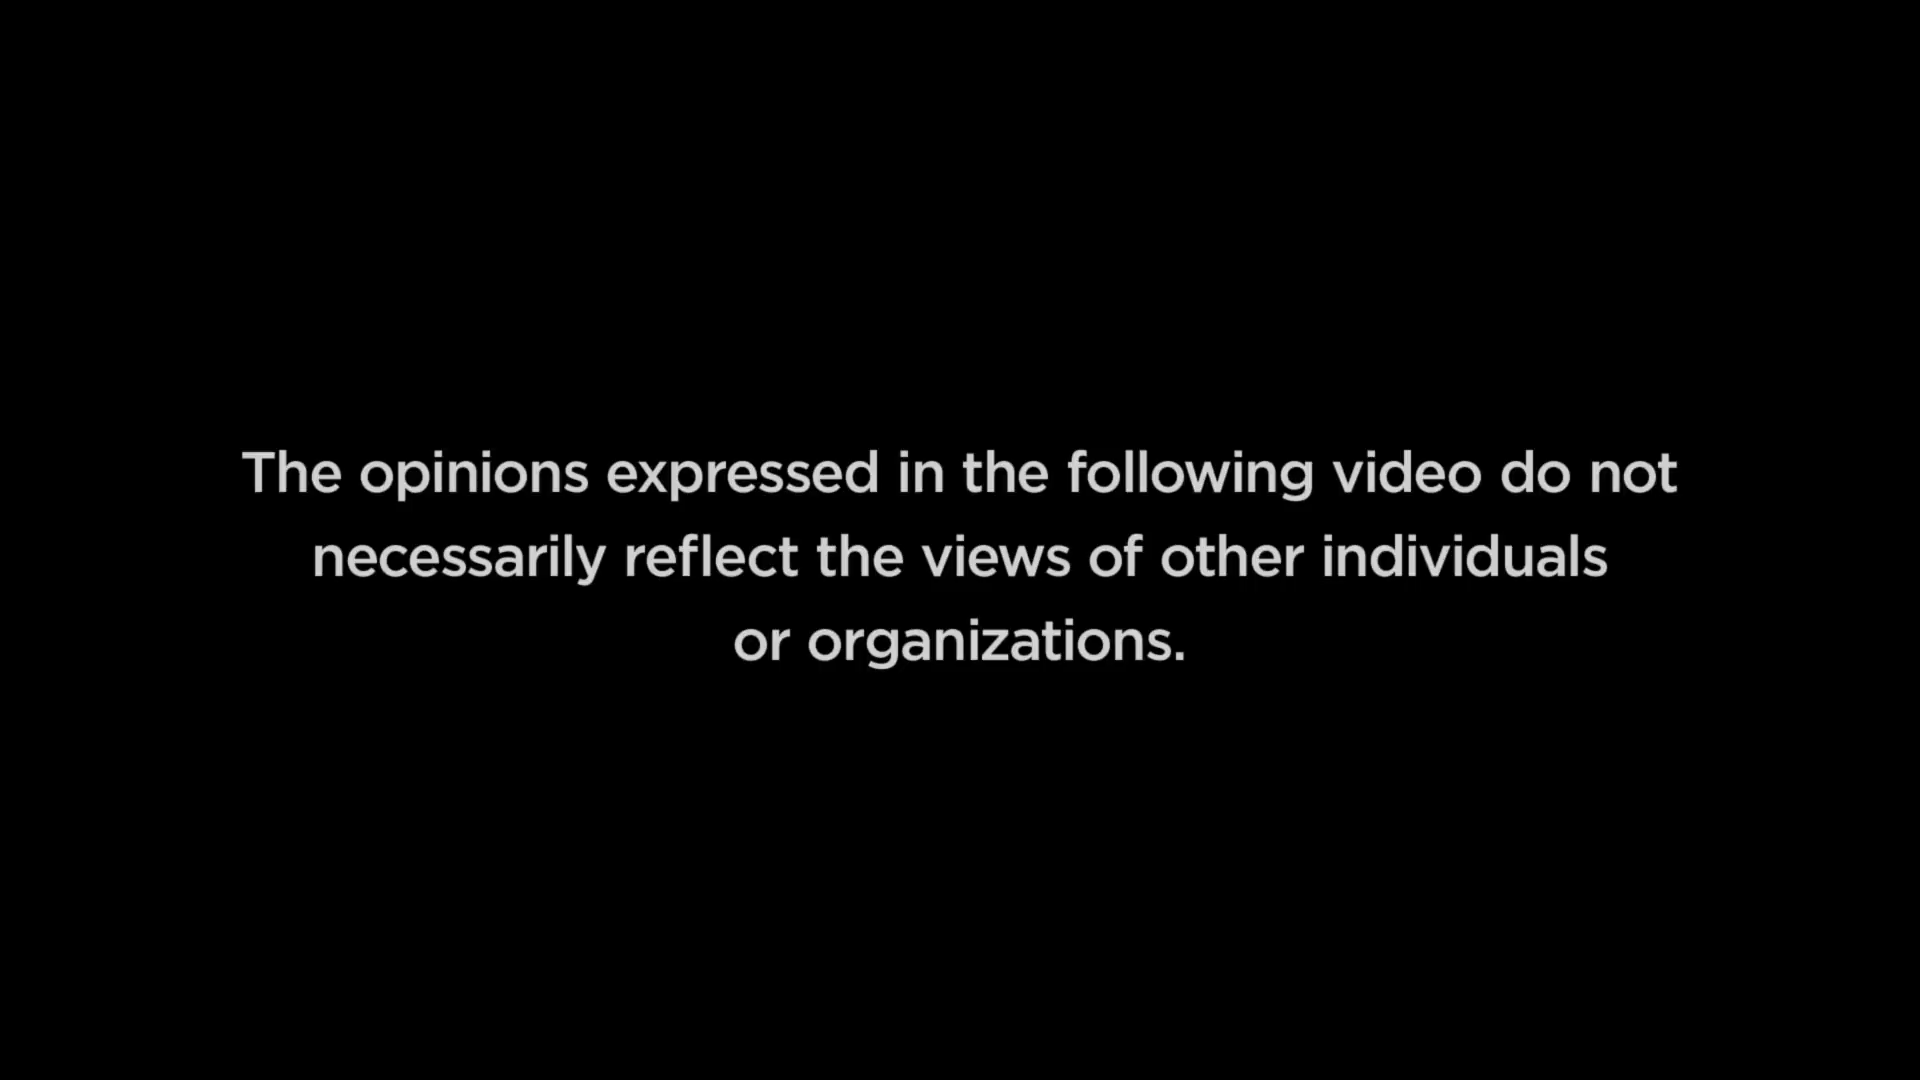 The opinions expressed in the following video do not
necessarily reflect the views of other individuals
or organizations.